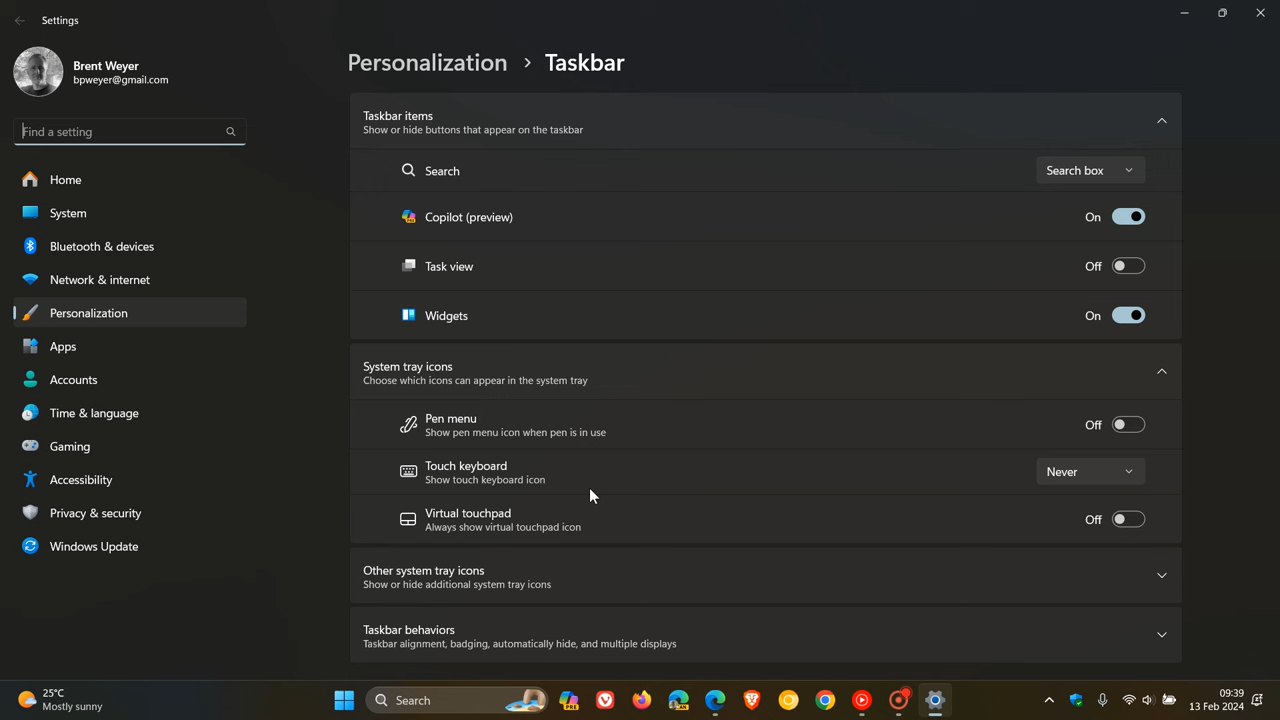 Settings
Brent Weyer
bpweyer@gmail.com
Find a setting
Home
System
Bluetooth & devices
Network & internet
Personalization
Apps
Accounts
Time & language
Gaming
Accessibility
Privacy & security
Windows Update
Personalization > Taskbar
Taskbar items
Show or hide buttons that appear on the taskbar
Search
Search box
Copilot (preview)
On
Task view
Off
Widgets
On
System tray icons
Choose which icons can appear in the system tray
Pen menu
Show pen menu icon when pen is in use
Off
Touch keyboard
Show touch keyboard icon
Never
Virtual touchpad
Always show virtual touchpad icon
Off
Other system tray icons
Show or hide additional system tray icons
Taskbar behaviors
Taskbar alignment, badging, automatically hide, and multiple displays
25°C
Mostly sunny
Search
PRE
09:39
13 Feb 2024